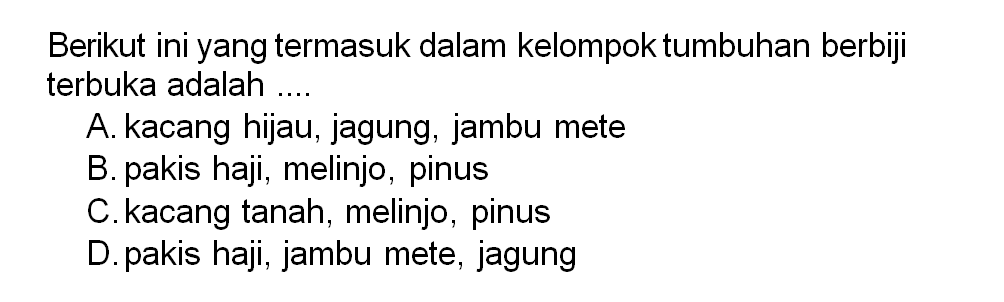 Berikut ini yang termasuk dalam kelompok tumbuhan berbiji
terbuka adalah ....
A. kacang hijau, jagung, jambu mete
B. pakis haji, melinjo, pinus
C. kacang tanah, melinjo, pinus
D. pakis haji, jambu mete, jagung